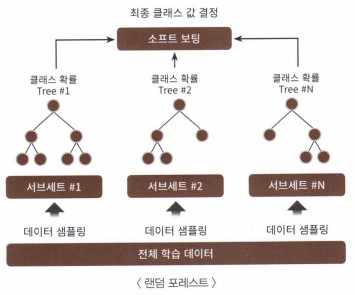 최종 클래스 값 결정
소프트 보팅
클래스 확률
Tree #1
클래스 확률
Tree #2
클래스 확률
Tree #N
서브세트 #1
서브세트 #2
서브세트 #N
데이터 샘플링
데이터 샘플링
데이터 샘플링
전체 학습 데이터
〈 랜덤 포레스트 〉